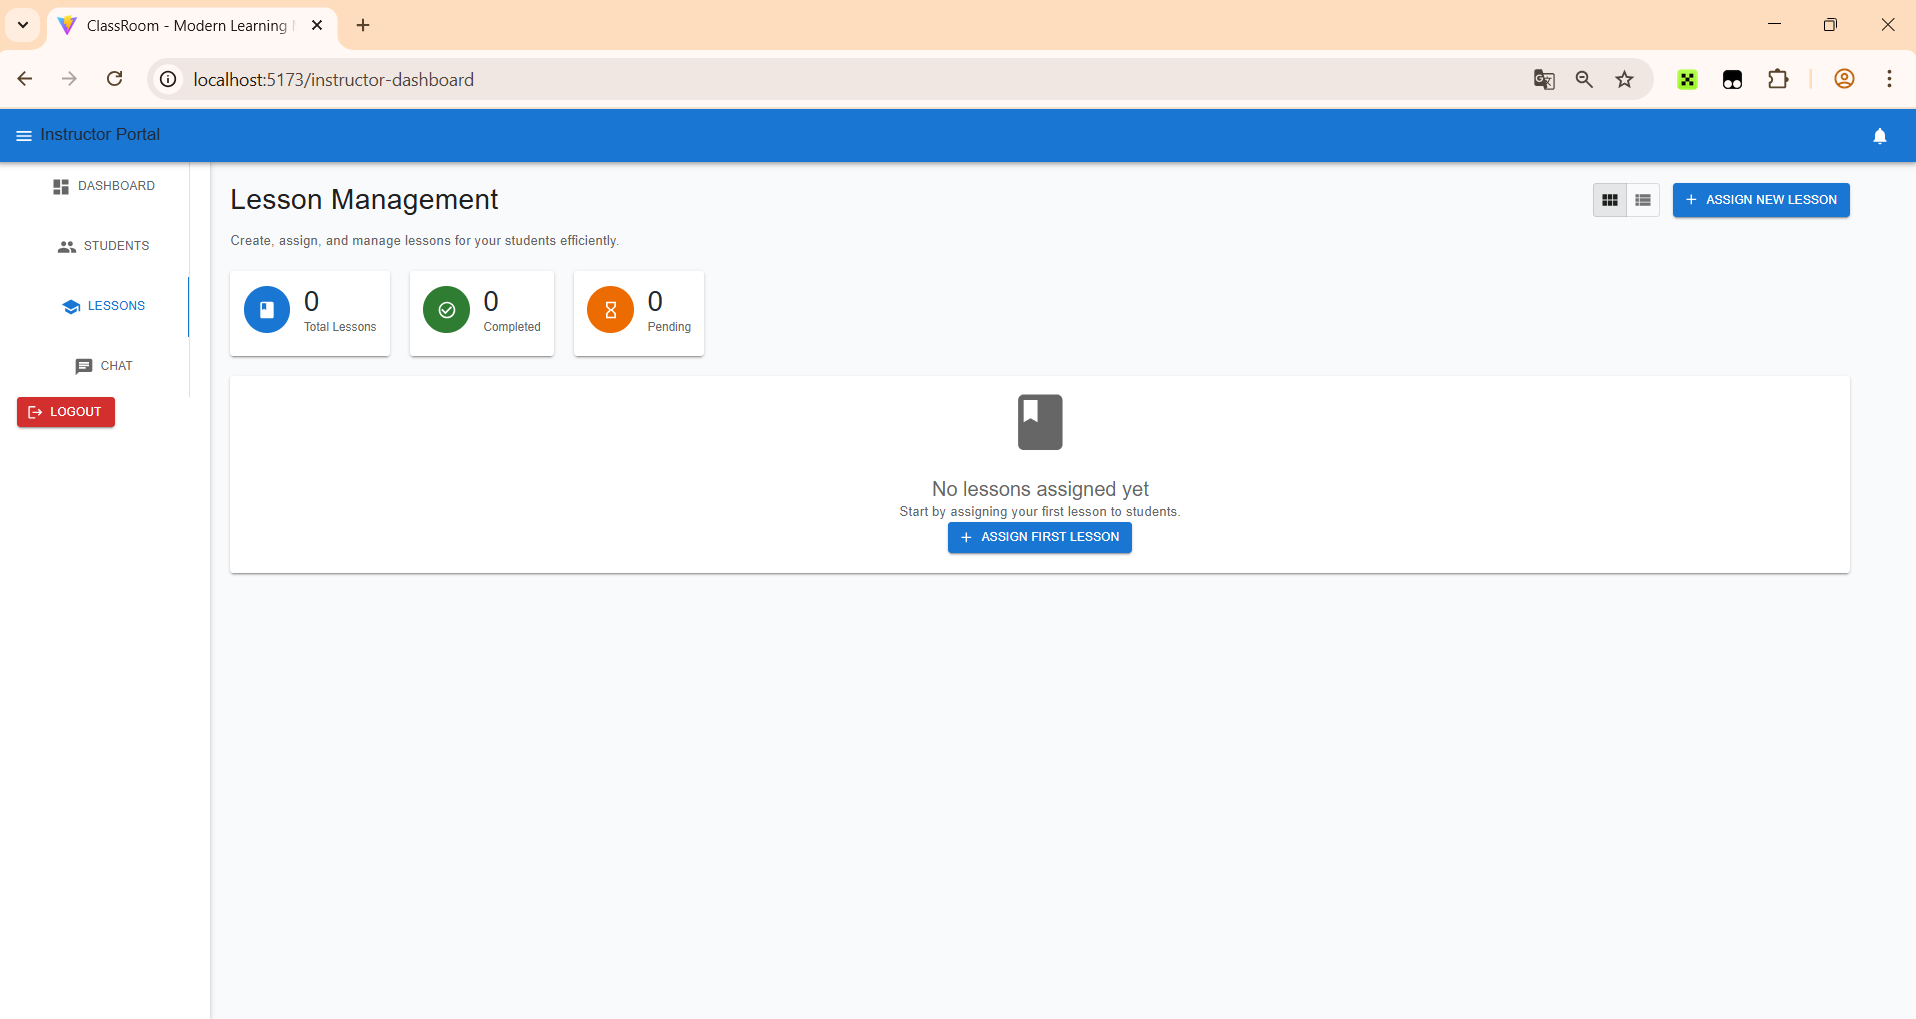 ClassRoom - Modern Learning
localhost:5173/instructor-dashboard
Instructor Portal
DASHBOARD
STUDENTS
LESSONS
CHAT
LOGOUT
Lesson Management
ASSIGN NEW LESSON
Create, assign, and manage lessons for your students efficiently.
0
Total Lessons
0
Completed
0
Pending
No lessons assigned yet
Start by assigning your first lesson to students.
ASSIGN FIRST LESSON